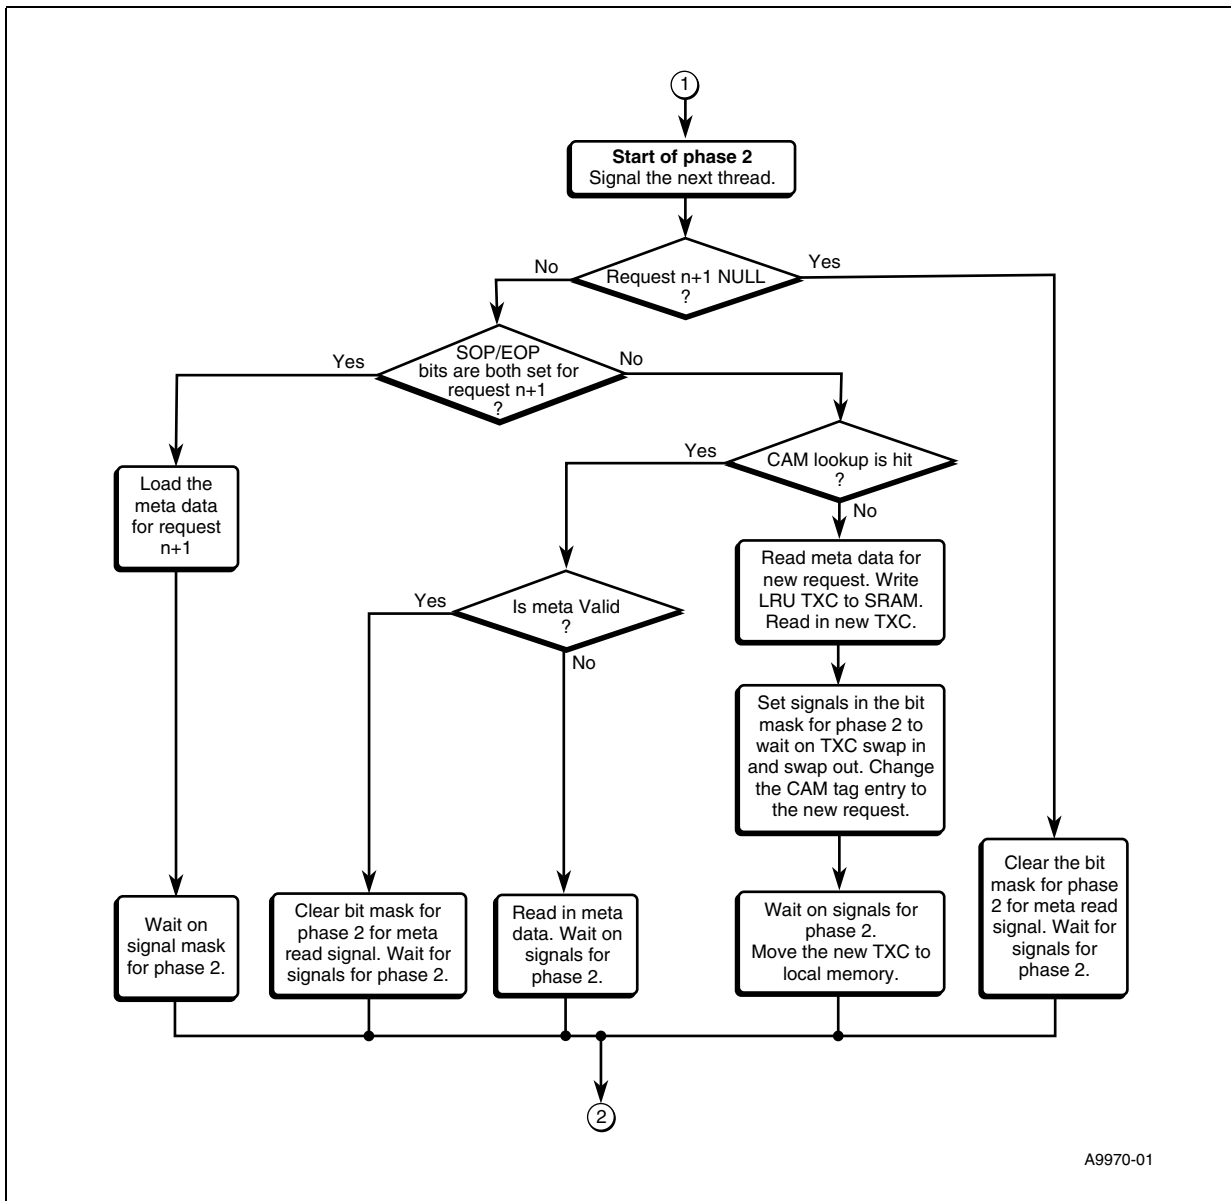 1
Start of phase 2
Signal the next thread.
No
Request n+1 NULL
?
Yes
Yes
SOP/EOP
bits are both set for
request n+1
?
No
Yes
CAM lookup is hit
?
No
Load the
meta data
for request
n+1
Yes
Is meta Valid
?
No
Read meta data for
new request. Write
LRU TXC to SRAM.
Read in new TXC.
Set signals in the bit
mask for phase 2 to
wait on TXC swap in
and swap out. Change
the CAM tag entry to
the new request.
Wait on
signal mask
for phase 2.
Clear bit mask for
phase 2 for meta
read signal. Wait for
signals for phase 2.
Read in meta
data. Wait on
signals for
phase 2.
Wait on signals for
phase 2.
Move the new TXC to
local memory.
Clear the bit
mask for phase
2 for meta read
signal. Wait for
signals for
phase 2.
2
A9970-01